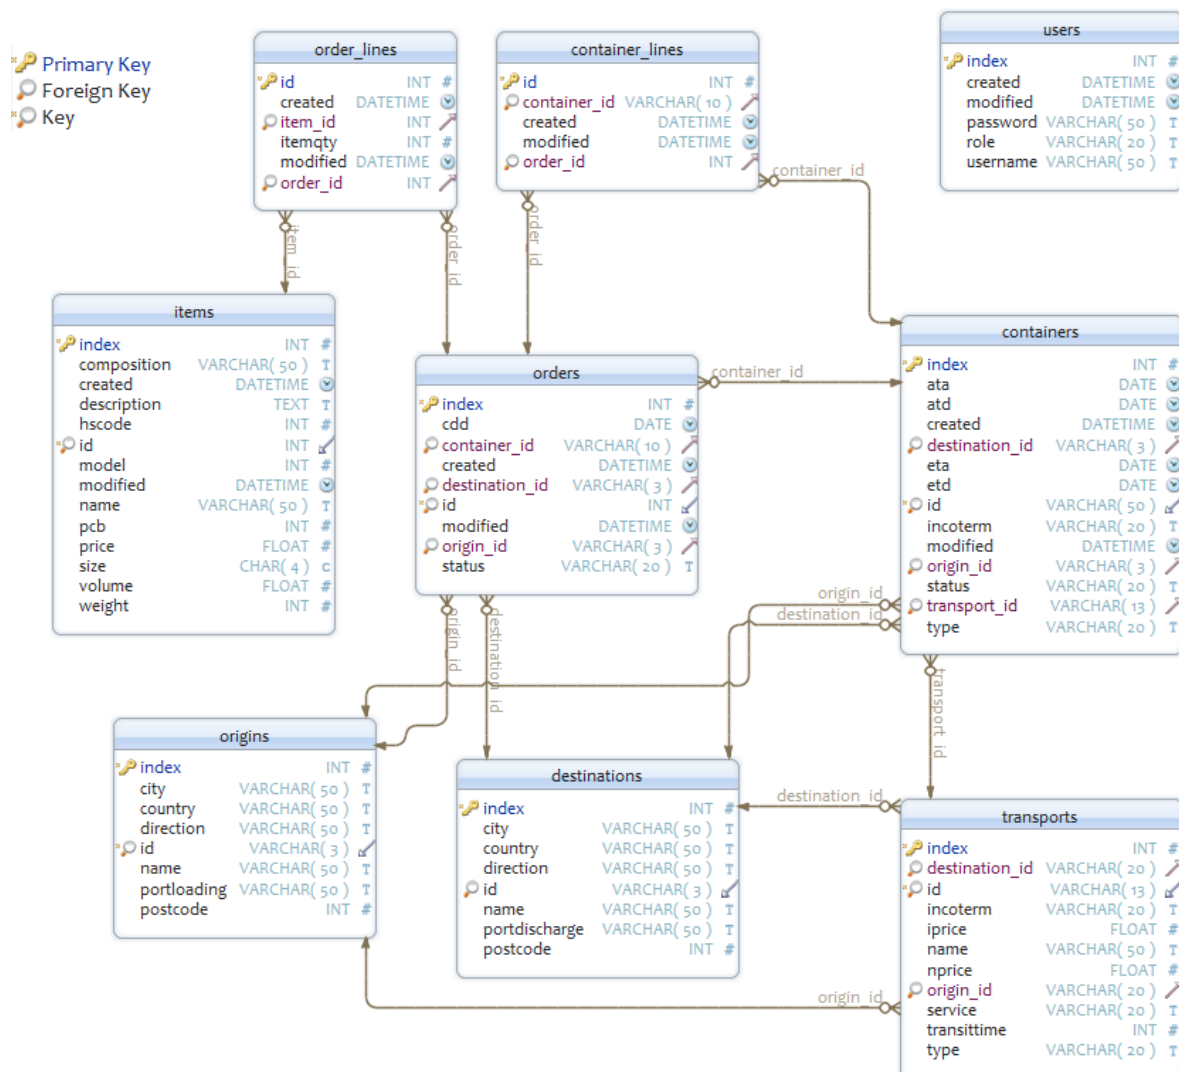 Primary Key
Foreign Key
Key
order_lines
id INT #
created DATETIME
item_id INT
itemqty INT #
modified DATETIME
order_id INT
container_lines
id INT #
container_id VARCHAR( 10 )
created DATETIME
modified DATETIME
order_id INT
users
index INT #
created DATETIME
modified DATETIME
password VARCHAR( 50 ) T
role VARCHAR( 20 ) T
username VARCHAR( 50 ) T
container_id
item_id
order_id
order_id
items
index INT #
composition VARCHAR( 50 ) T
created DATETIME
description TEXT T
hscode INT #
id INT
model INT #
modified DATETIME
name VARCHAR( 50 ) T
pcb INT #
price FLOAT #
size CHAR( 4 ) c
volume FLOAT #
weight INT #
orders
index INT #
cdd DATE
container_id VARCHAR( 10 )
created DATETIME
destination_id VARCHAR( 3 )
id INT
modified DATETIME
origin_id VARCHAR( 3 )
status VARCHAR( 20 ) T
container_id
containers
index INT #
ata DATE
atd DATE
created DATETIME
destination_id VARCHAR( 3 )
eta DATE
etd DATE
id VARCHAR( 50 )
incoterm VARCHAR( 20 ) T
modified DATETIME
origin_id VARCHAR( 3 )
status VARCHAR( 20 ) T
transport_id VARCHAR( 13 )
type VARCHAR( 20 ) T
origin_id
destination_id
origin_id
destination_id
transport_id
origins
index INT #
city VARCHAR( 50 ) T
country VARCHAR( 50 ) T
direction VARCHAR( 50 ) T
id VARCHAR( 3 )
name VARCHAR( 50 ) T
portloading VARCHAR( 50 ) T
postcode INT #
destinations
index INT #
city VARCHAR( 50 ) T
country VARCHAR( 50 ) T
direction VARCHAR( 50 ) T
id VARCHAR( 3 )
name VARCHAR( 50 ) T
portdischarge VARCHAR( 50 ) T
postcode INT #
destination_id
origin_id
transports
index INT #
destination_id VARCHAR( 20 )
id VARCHAR( 13 )
incoterm VARCHAR( 20 ) T
iprice FLOAT #
name VARCHAR( 50 ) T
nprice FLOAT #
origin_id VARCHAR( 20 )
service VARCHAR( 20 ) T
transittime INT #
type VARCHAR( 20 ) T